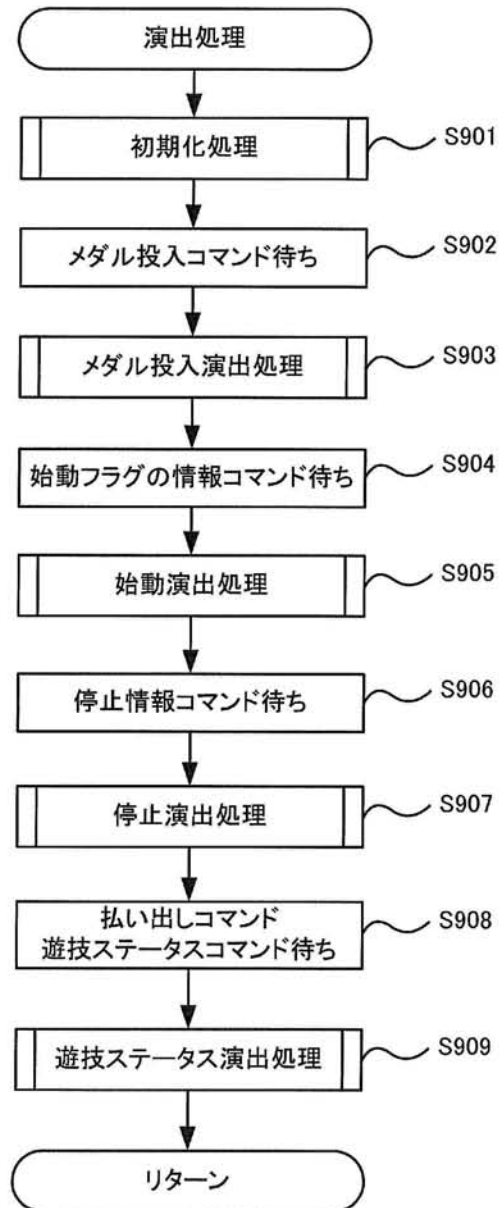 演出処理
初期化処理
S901
メダル投入コマンド待ち
S902
メダル投入演出処理
S903
始動フラグの情報コマンド待ち
S904
始動演出処理
S905
停止情報コマンド待ち
S906
停止演出処理
S907
払い出しコマンド
遊技ステータスコマンド待ち
S908
遊技ステータス演出処理
S909
リターン